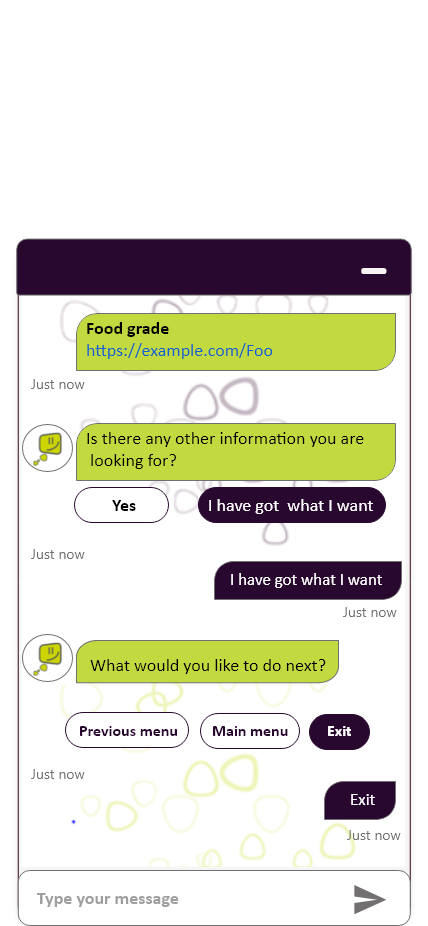 Food grade
https://example.com/Foo
Just now
Is there any other information you are
looking for?
Yes
I have got  what I want
Just now
I have got what I want
Just now
What would you like to do next?
Previous menu
Main menu
Exit
Just now
Exit
Just now
Type your message